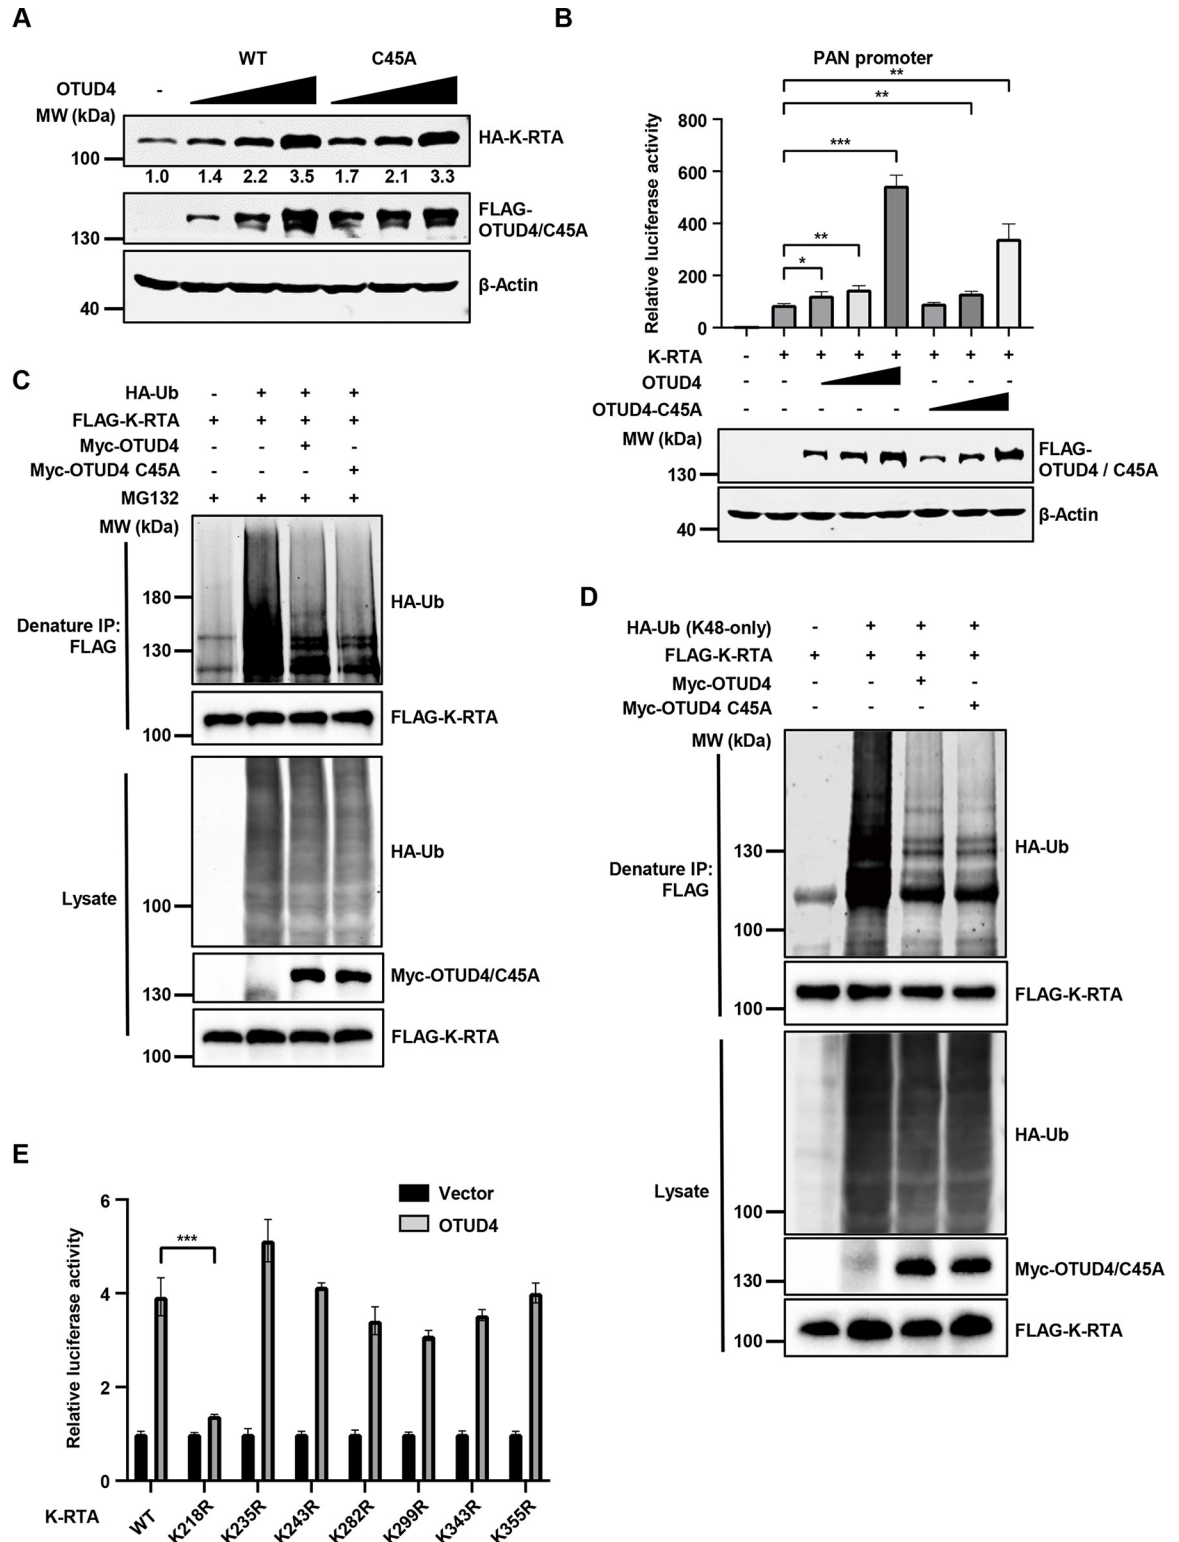 A
WT C45A
OTUD4 -
MW (kDa)
HA-K-RTA
100
1.0 1.4 2.2 3.5 1.7 2.1 3.3
FLAG-
OTUD4/C45A
130
β-Actin
40
B
PAN promoter
**
**
***
**
*
Relative luciferase activity
800
600
400
200
0
K-RTA - + + + + + + +
OTUD4 - - - - -
OTUD4-C45A - - - - -
MW (kDa)
FLAG-
OTUD4 / C45A
130
β-Actin
40
C
HA-Ub - + + +
FLAG-K-RTA + + + +
Myc-OTUD4 - - + -
Myc-OTUD4 C45A - - - +
MG132 + + + +
MW (kDa)
180
HA-Ub
Denature IP:
FLAG
130
FLAG-K-RTA
100
HA-Ub
Lysate
100
Myc-OTUD4/C45A
130
FLAG-K-RTA
100
D
HA-Ub (K48-only) - + + +
FLAG-K-RTA + + + +
Myc-OTUD4 - - + -
Myc-OTUD4 C45A - - - +
MW (kDa)
130
HA-Ub
Denature IP:
FLAG
100
FLAG-K-RTA
100
HA-Ub
Lysate
100
Myc-OTUD4/C45A
130
FLAG-K-RTA
100
E
Vector
OTUD4
***
Relative luciferase activity
6
4
2
0
K-RTA
WT K218R K235R K243R K282R K299R K343R K355R